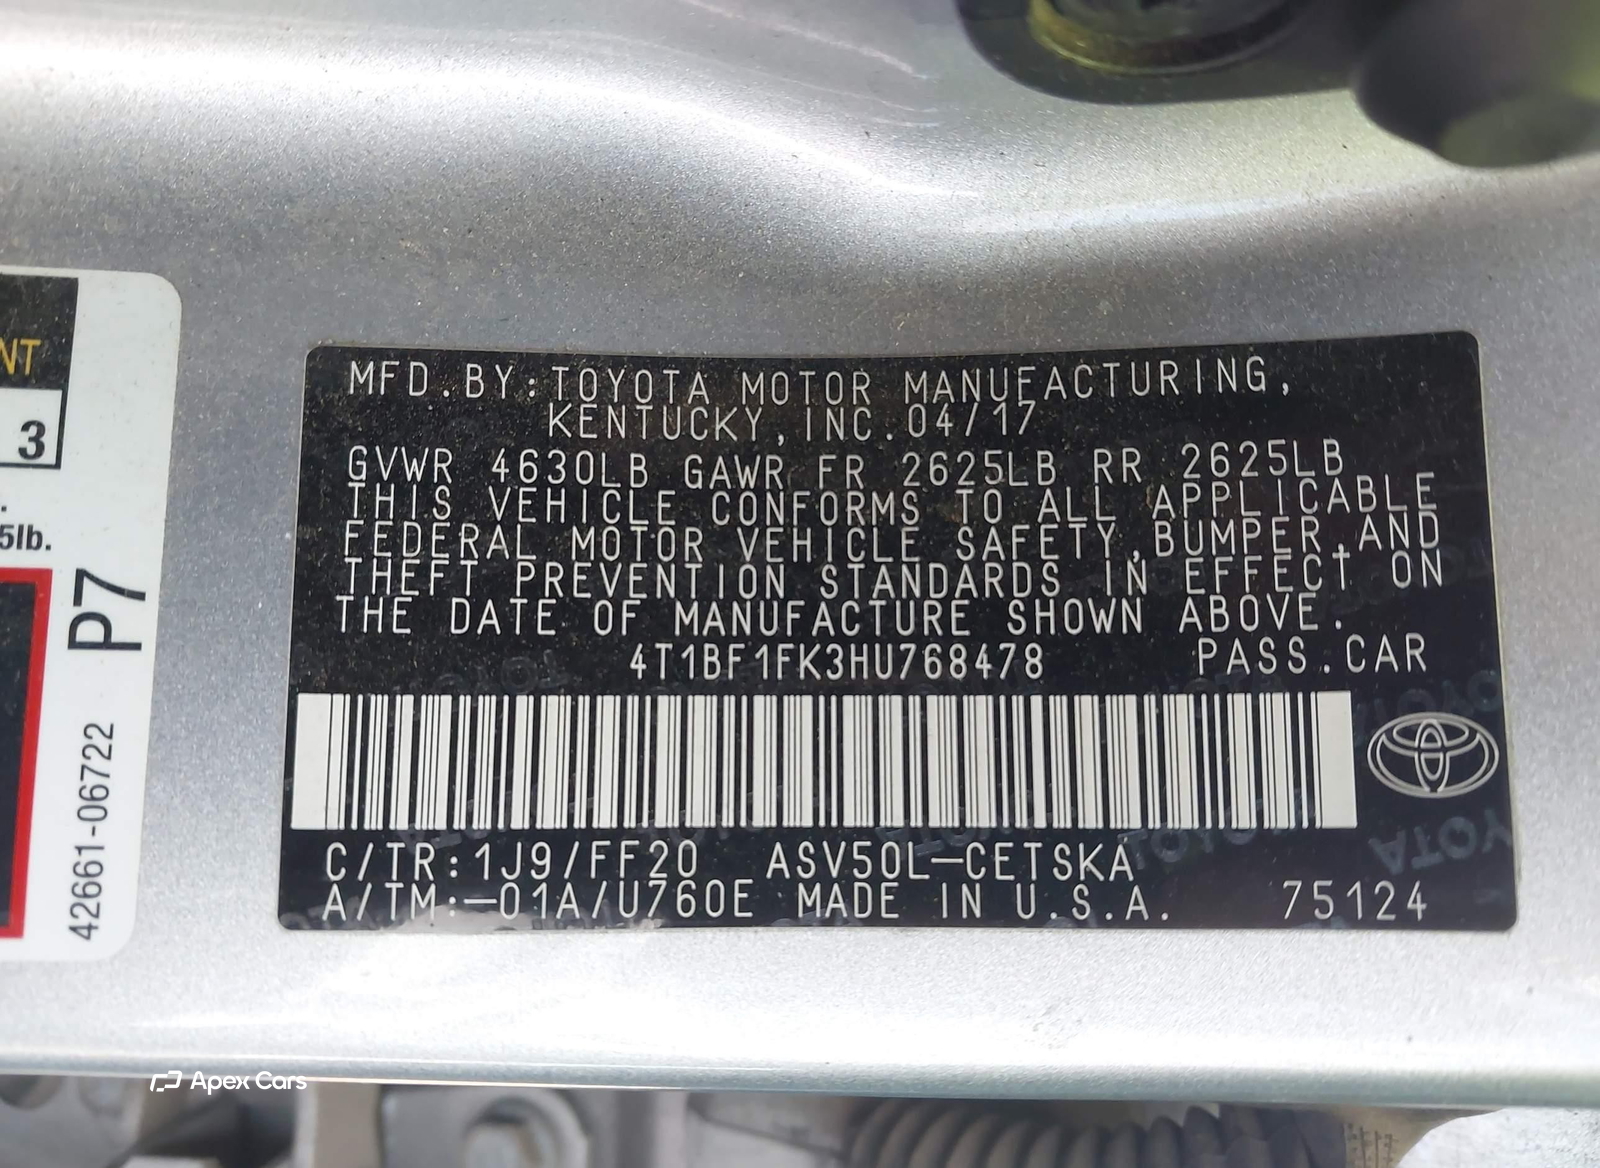 MFD.BY:TOYOTA MOTOR MANUFACTURING,
KENTUCKY,INC.04/17
GVWR 4630LB GAWR FR 2625LB RR 2625LB
THIS VEHICLE CONFORMS TO ALL APPLICABLE
FEDERAL MOTOR VEHICLE SAFETY,BUMPER,AND
THEFT PREVENTION STANDARDS IN EFFECT ON
THE DATE OF MANUFACTURE SHOWN ABOVE.
4T1BF1FK3HU768478 PASS.CAR
C/TR:1J9/FF20 ASV50L-CETSKA
A/TM:-01A/U760E MADE IN U.S.A. 75124
NT
3
5lb.
P7
42661-06722
Apex Cars